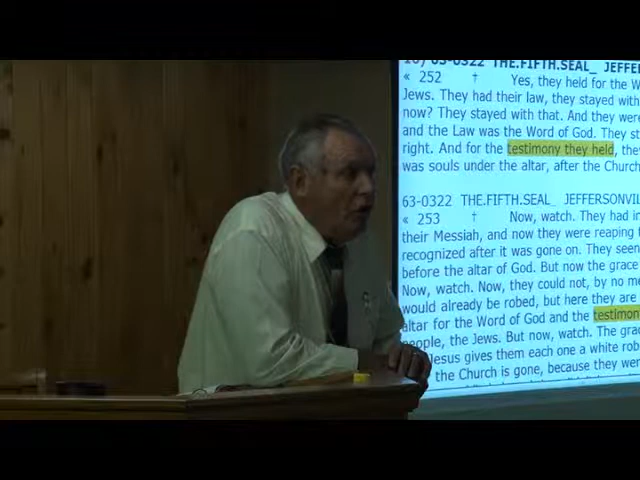 63-0322 THE.FIFTH.SEAL_ JEFFE
« 252 † Yes, they held for the W
Jews. They had their law, they stayed with
now? They stayed with that. And they were
and the Law was the Word of God. They st
right. And for the testimony they held, they
was souls under the altar, after the Church
63-0322 THE.FIFTH.SEAL_ JEFFERSONVIL
« 253 † Now, watch. They had in
their Messiah, and now they were reaping
recognized after it was gone on. They seen
before the altar of God. But now the grace
Now, watch. Now, they could not, by no me
would already be robed, but here they are
altar for the Word of God and the testimon
people, the Jews. But now, watch. The grac
Jesus gives them each one a white rob
the Church is gone, because they were